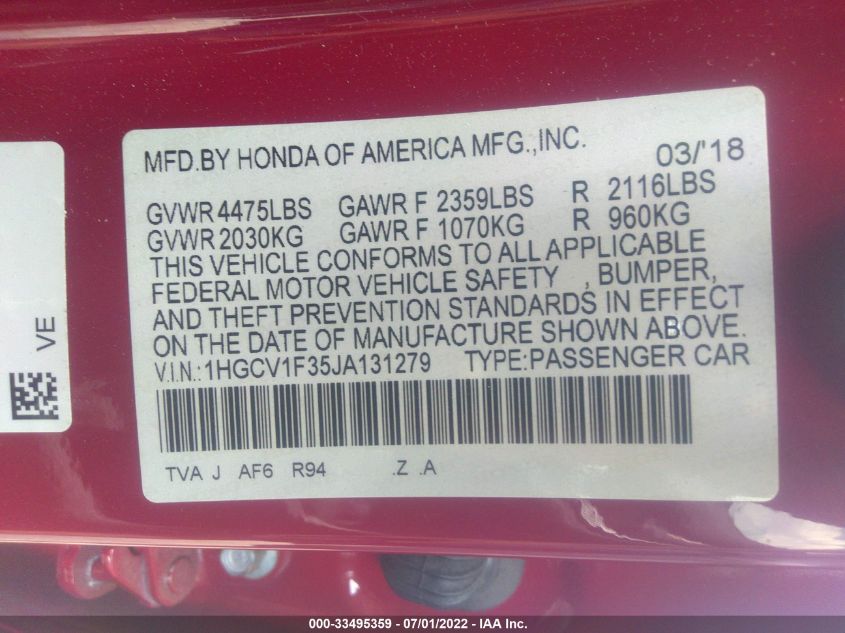 MFD.BY HONDA OF AMERICA MFG.,INC. 03/'18
GVWR 4475LBS GAWR F 2359LBS R 2116LBS
GVWR 2030KG GAWR F 1070KG R 960KG
THIS VEHICLE CONFORMS TO ALL APPLICABLE
FEDERAL MOTOR VEHICLE SAFETY , BUMPER,
AND THEFT PREVENTION STANDARDS IN EFFECT
ON THE DATE OF MANUFACTURE SHOWN ABOVE.
V.I.N.:1HGCV1F35JA131279 TYPE:PASSENGER CAR
TVA J AF6 R94 .Z .A
VE
000-33495359 - 07/01/2022 - IAA Inc.